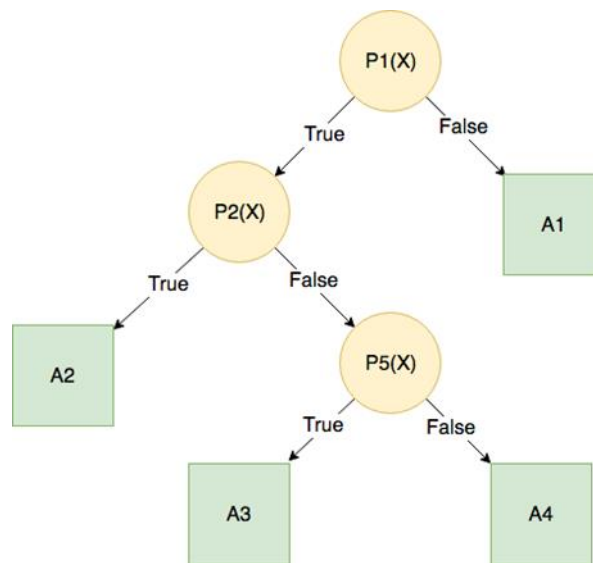 P1(X)
True
False
P2(X)
A1
True
False
A2
P5(X)
True
False
A3
A4